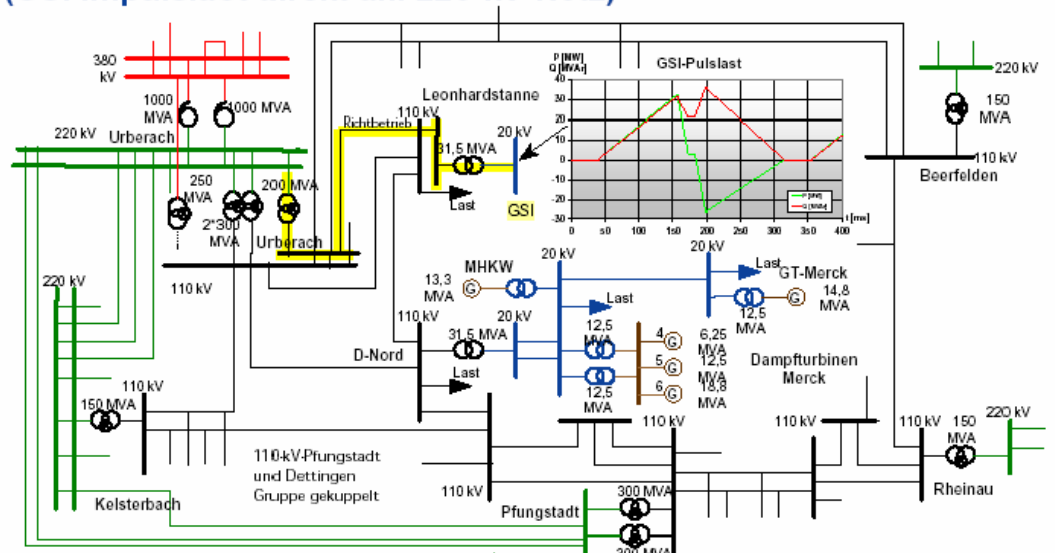 380
kV
1000
MVA
1000 MVA
220 kV
Urberach
250
MVA
2*300
MVA
200 MVA
Urberach
110 kV
Leonhardstanne
110 kV
Richtbetrieb
31,5 MVA
20 kV
Last
GSI
P [MW]
Q [MVAr]
GSI-Pulslast
40
30
20
10
0
-10
-20
-30
0
50
100
150
200
250
300
350
400
t [ms]
220 kV
150
MVA
110 kV
Beerfelden
MHKW
13,3
MVA
G
20 kV
Last
20 kV
Last
GT-Merck
G
14,8
MVA
12,5
MVA
110 kV
D-Nord
31,5 MVA
20 kV
Last
12,5
MVA
12,5
MVA
4
G
6,25
MVA
5
G
12,5
MVA
6
G
18,8
MVA
Dampfturbinen
Merck
220 kV
110 kV
150 MVA
Kelsterbach
110-kV-Pfungstadt
und Dettingen
Gruppe gekuppelt
110 kV
110 kV
110 kV
110 kV
150
MVA
220 kV
Rheinau
Pfungstadt
300 MVA
300 MVA